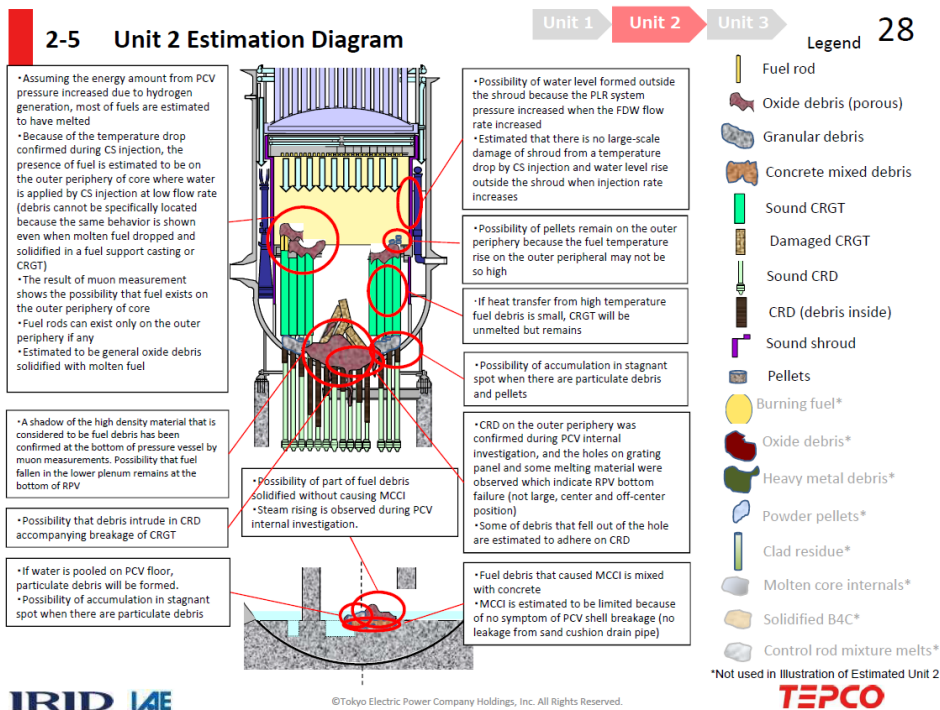 2-5 Unit 2 Estimation Diagram
Unit 1
Unit 2
Unit 3
28
・Assuming the energy amount from PCV
pressure increased due to hydrogen
generation, most of fuels are estimated
to have melted
・Because of the temperature drop
confirmed during CS injection, the
presence of fuel is estimated to be on
the outer periphery of core where water
is applied by CS injection at low flow rate
(debris cannot be specifically located
because the same behavior is shown
even when molten fuel dropped and
solidified in a fuel support casting or
CRGT)
・The result of muon measurement
shows the possibility that fuel exists on
the outer periphery of core
・Fuel rods can exist only on the outer
periphery if any
・Estimated to be general oxide debris
solidified with molten fuel
・A shadow of the high density material that is
considered to be fuel debris has been
confirmed at the bottom of pressure vessel by
muon measurements. Possibility that fuel
fallen in the lower plenum remains at the
bottom of RPV
・Possibility that debris intrude in CRD
accompanying breakage of CRGT
・If water is pooled on PCV floor,
particulate debris will be formed.
・Possibility of accumulation in stagnant
spot when there are particulate debris
・Possibility of part of fuel debris
solidified without causing MCCI
・Steam rising is observed during PCV
internal investigation.
・Possibility of water level formed outside
the shroud because the PLR system
pressure increased when the FDW flow
rate increased
・Estimated that there is no large-scale
damage of shroud from a temperature
drop by CS injection and water level rise
outside the shroud when injection rate
increases
・Possibility of pellets remain on the outer
periphery because the fuel temperature
rise on the outer peripheral may not be
so high
・If heat transfer from high temperature
fuel debris is small, CRGT will be
unmelted but remains
・Possibility of accumulation in stagnant
spot when there are particulate debris
and pellets
・CRD on the outer periphery was
confirmed during PCV internal
investigation, and the holes on grating
panel and some melting material were
observed which indicate RPV bottom
failure (not large, center and off-center
position)
・Some of debris that fell out of the hole
are estimated to adhere on CRD
・Fuel debris that caused MCCI is mixed
with concrete
・MCCI is estimated to be limited because
of no symptom of PCV shell breakage (no
leakage from sand cushion drain pipe)
Legend
Fuel rod
Oxide debris (porous)
Granular debris
Concrete mixed debris
Sound CRGT
Damaged CRGT
Sound CRD
CRD (debris inside)
Sound shroud
Pellets
Burning fuel*
Oxide debris*
Heavy metal debris*
Powder pellets*
Clad residue*
Molten core internals*
Solidified B4C*
Control rod mixture melts*
*Not used in Illustration of Estimated Unit 2
IRID IAE
©Tokyo Electric Power Company Holdings, Inc. All Rights Reserved.
TEPCO